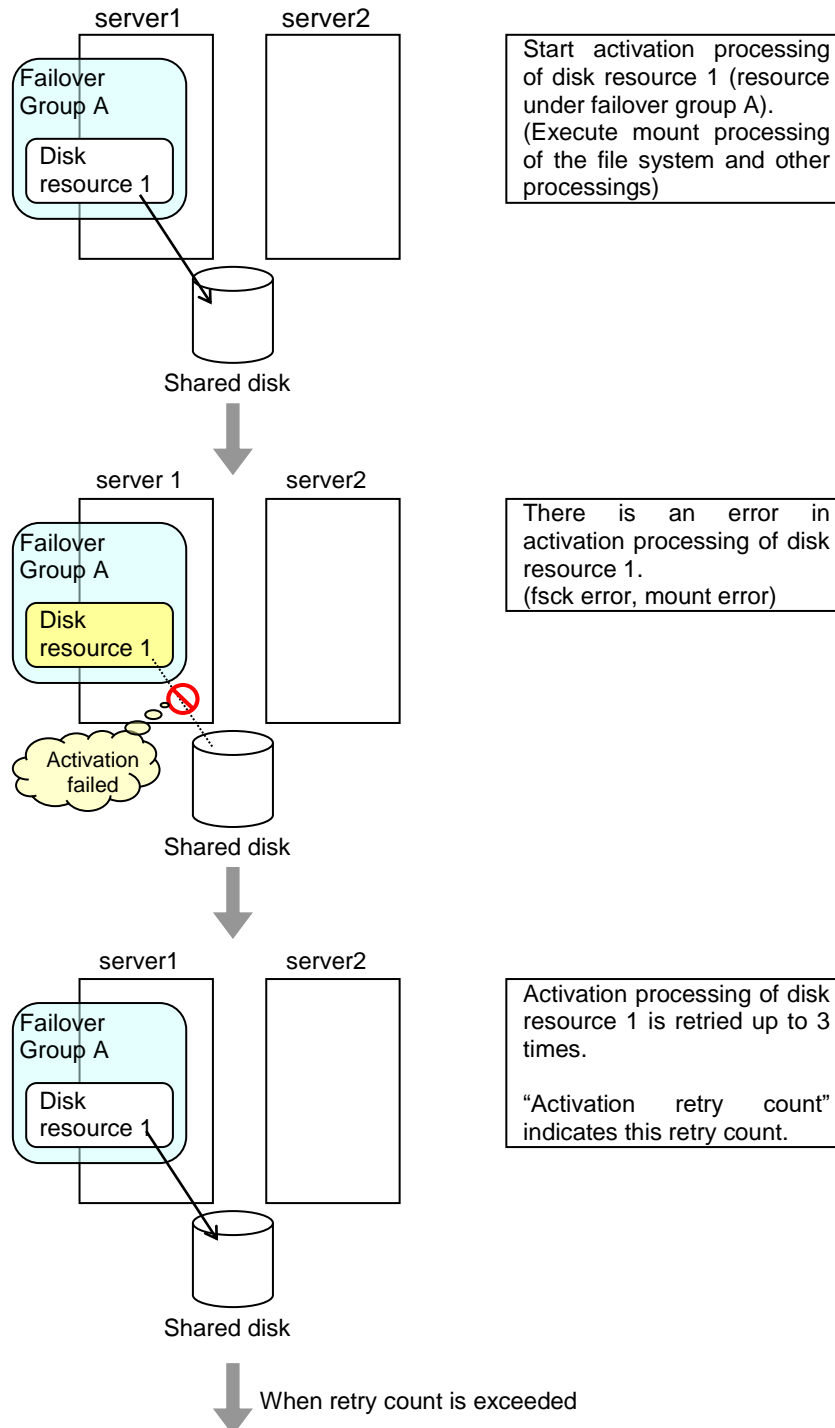 server1
server2
Failover
Group A
Disk
resource 1
Shared disk
Start activation processing
of disk resource 1 (resource
under failover group A).
(Execute mount processing
of the file system and other
processings)
server 1
server2
Failover
Group A
Disk
resource 1
Activation
failed
Shared disk
There is an error in
activation processing of disk
resource 1.
(fsck error, mount error)
server1
server2
Failover
Group A
Disk
resource 1
Shared disk
Activation processing of disk
resource 1 is retried up to 3
times.
“Activation retry count”
indicates this retry count.
When retry count is exceeded